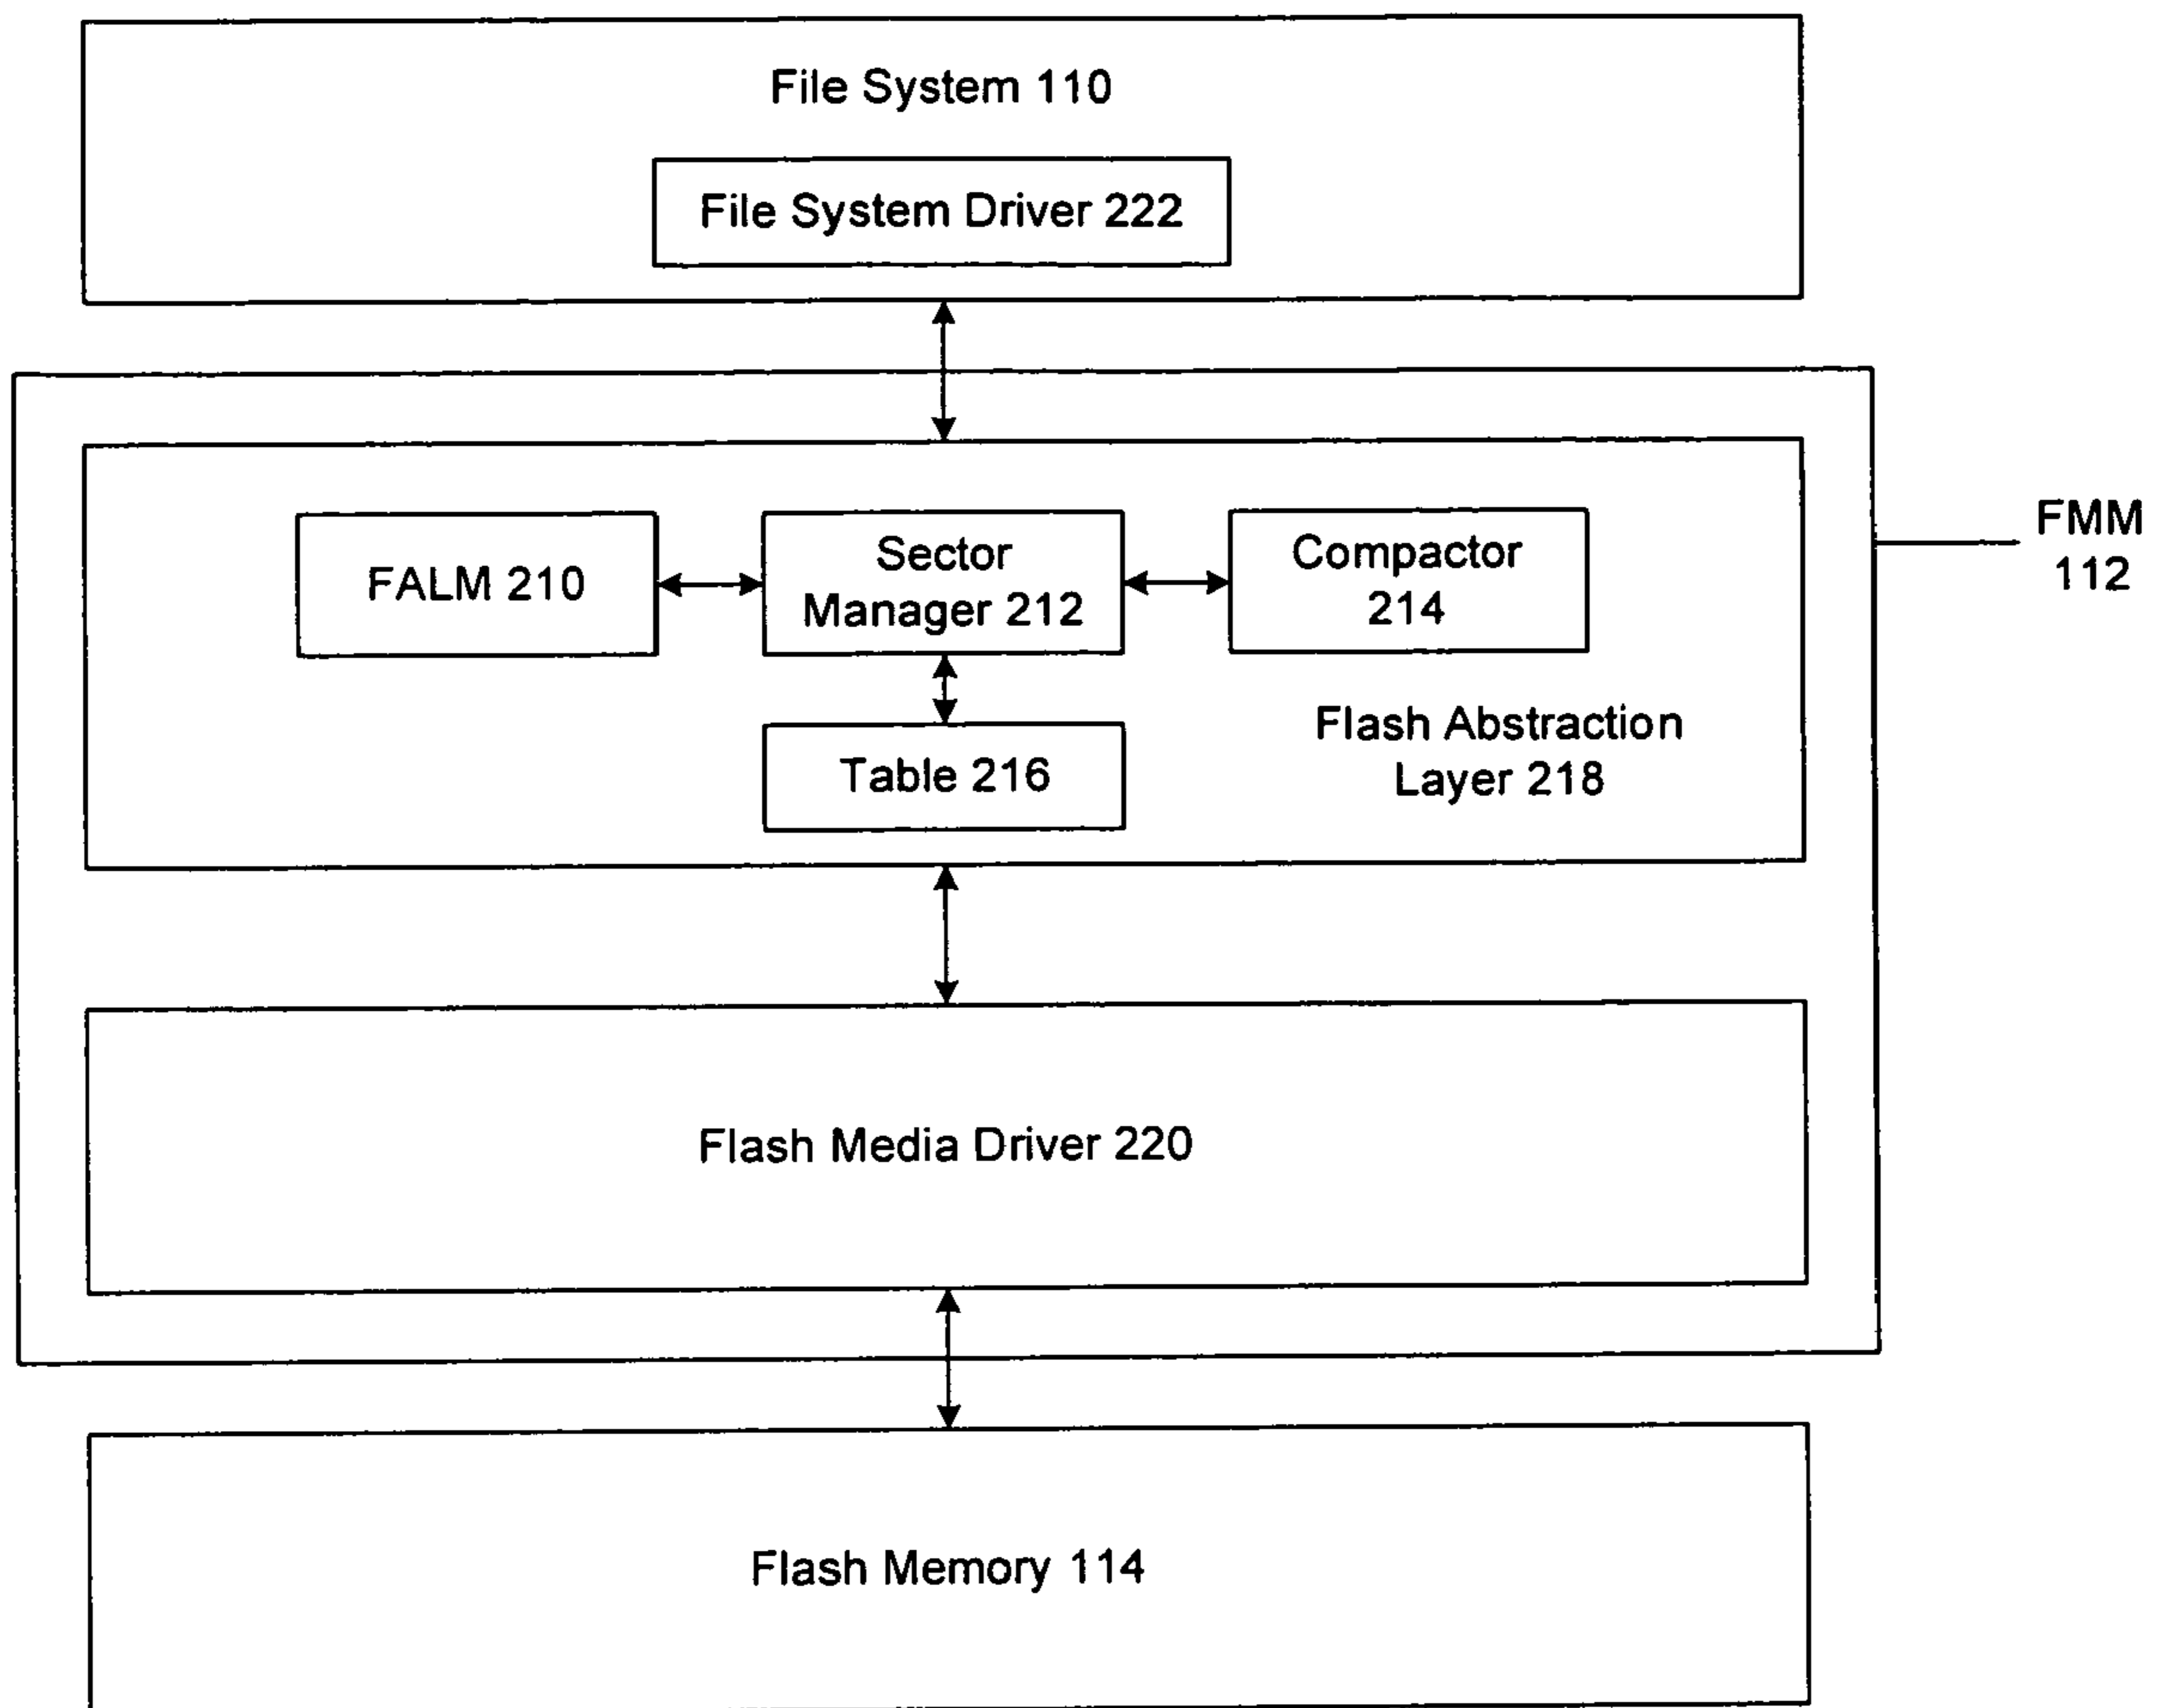 File System 110
File System Driver 222
FALM 210
Sector
Manager 212
Compactor
214
FMM
112
Table 216
Flash Abstraction
Layer 218
Flash Media Driver 220
Flash Memory 114